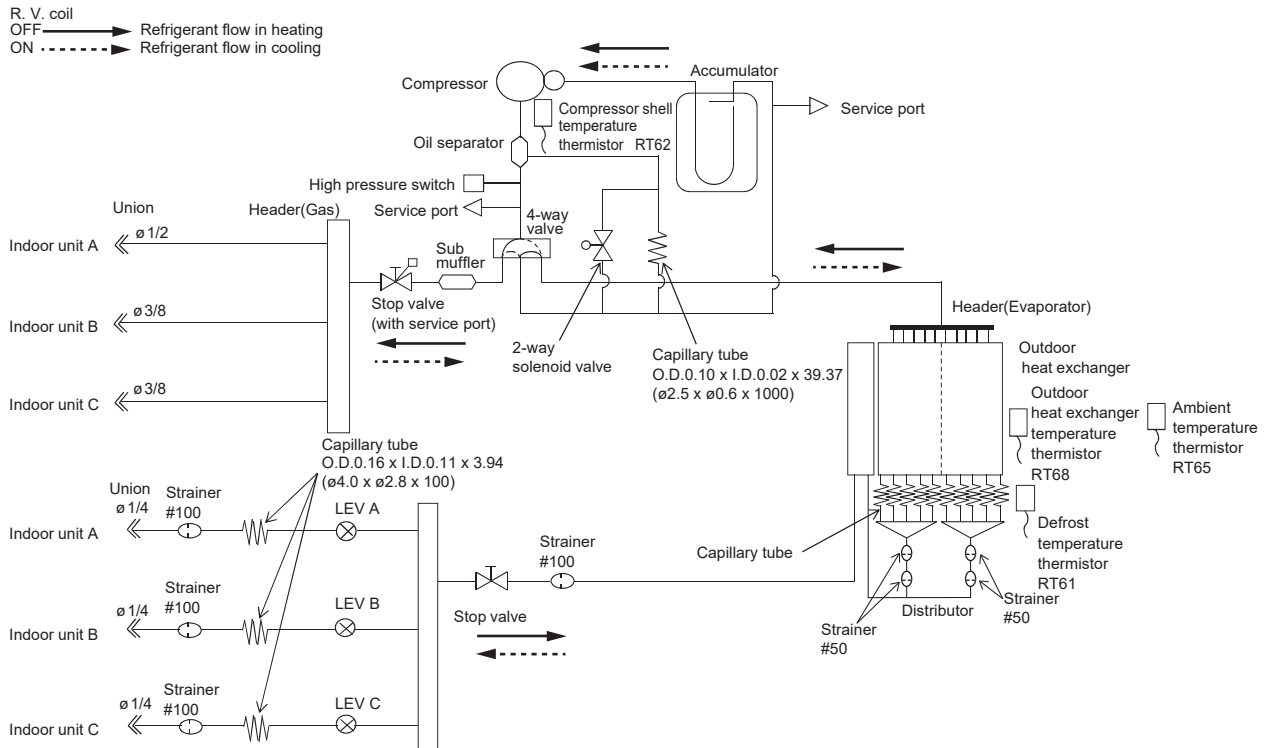 R. V. coil
OFF Refrigerant flow in heating
ON Refrigerant flow in cooling
Compressor
Accumulator
Service port
Compressor shell
temperature
thermistor RT62
Oil separator
High pressure switch
Service port
4-way
valve
Union
Header(Gas)
Indoor unit A
ø 1/2
Sub
muffler
Stop valve
(with service port)
Indoor unit B
ø 3/8
Indoor unit C
ø 3/8
2-way
solenoid valve
Capillary tube
O.D.0.10 x I.D.0.02 x 39.37
(ø2.5 x ø0.6 x 1000)
Header(Evaporator)
Outdoor
heat exchanger
Outdoor
heat exchanger
temperature
thermistor
RT68
Ambient
temperature
thermistor
RT65
Capillary tube
O.D.0.16 x I.D.0.11 x 3.94
(ø4.0 x ø2.8 x 100)
Union
ø 1/4
Strainer
#100
LEV A
Indoor unit A
Strainer
#100
Capillary tube
Defrost
temperature
thermistor
RT61
Strainer
#100
ø 1/4
LEV B
Indoor unit B
Stop valve
Distributor
Strainer
#50
Strainer
#50
Strainer
#100
ø 1/4
LEV C
Indoor unit C